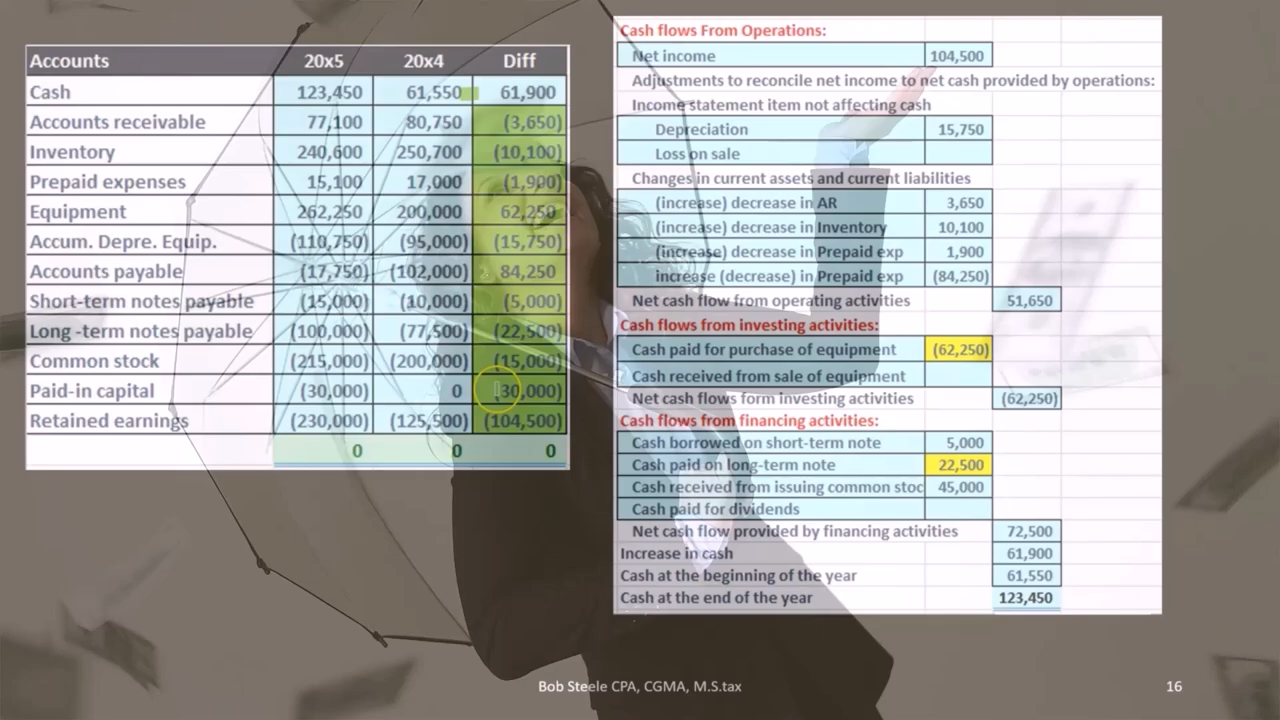 Accounts 20x5 20x4 Diff
Cash 123,450 61,550 61,900
Accounts receivable 77,100 80,750 (3,650)
Inventory 240,600 250,700 (10,100)
Prepaid expenses 15,100 17,000 (1,900)
Equipment 262,250 200,000 62,250
Accum. Depre. Equip. (110,750) (95,000) (15,750)
Accounts payable (17,750) (102,000) 84,250
Short-term notes payable (15,000) (10,000) (5,000)
Long -term notes payable (100,000) (77,500) (22,500)
Common stock (215,000) (200,000) (15,000)
Paid-in capital (30,000) 0 (30,000)
Retained earnings (230,000) (125,500) (104,500)
0 0 0
Cash flows From Operations:
Net income 104,500
Adjustments to reconcile net income to net cash provided by operations:
Income statement item not affecting cash
Depreciation 15,750
Loss on sale
Changes in current assets and current liabilities
(increase) decrease in AR 3,650
(increase) decrease in Inventory 10,100
(increase) decrease in Prepaid exp 1,900
increase (decrease) in Prepaid exp (84,250)
Net cash flow from operating activities 51,650
Cash flows from investing activities:
Cash paid for purchase of equipment (62,250)
Cash received from sale of equipment
Net cash flows form investing activities (62,250)
Cash flows from financing activities:
Cash borrowed on short-term note 5,000
Cash paid on long-term note 22,500
Cash received from issuing common stoc 45,000
Cash paid for dividends
Net cash flow provided by financing activities 72,500
Increase in cash 61,900
Cash at the beginning of the year 61,550
Cash at the end of the year 123,450
Bob Steele CPA, CGMA, M.S.tax 16